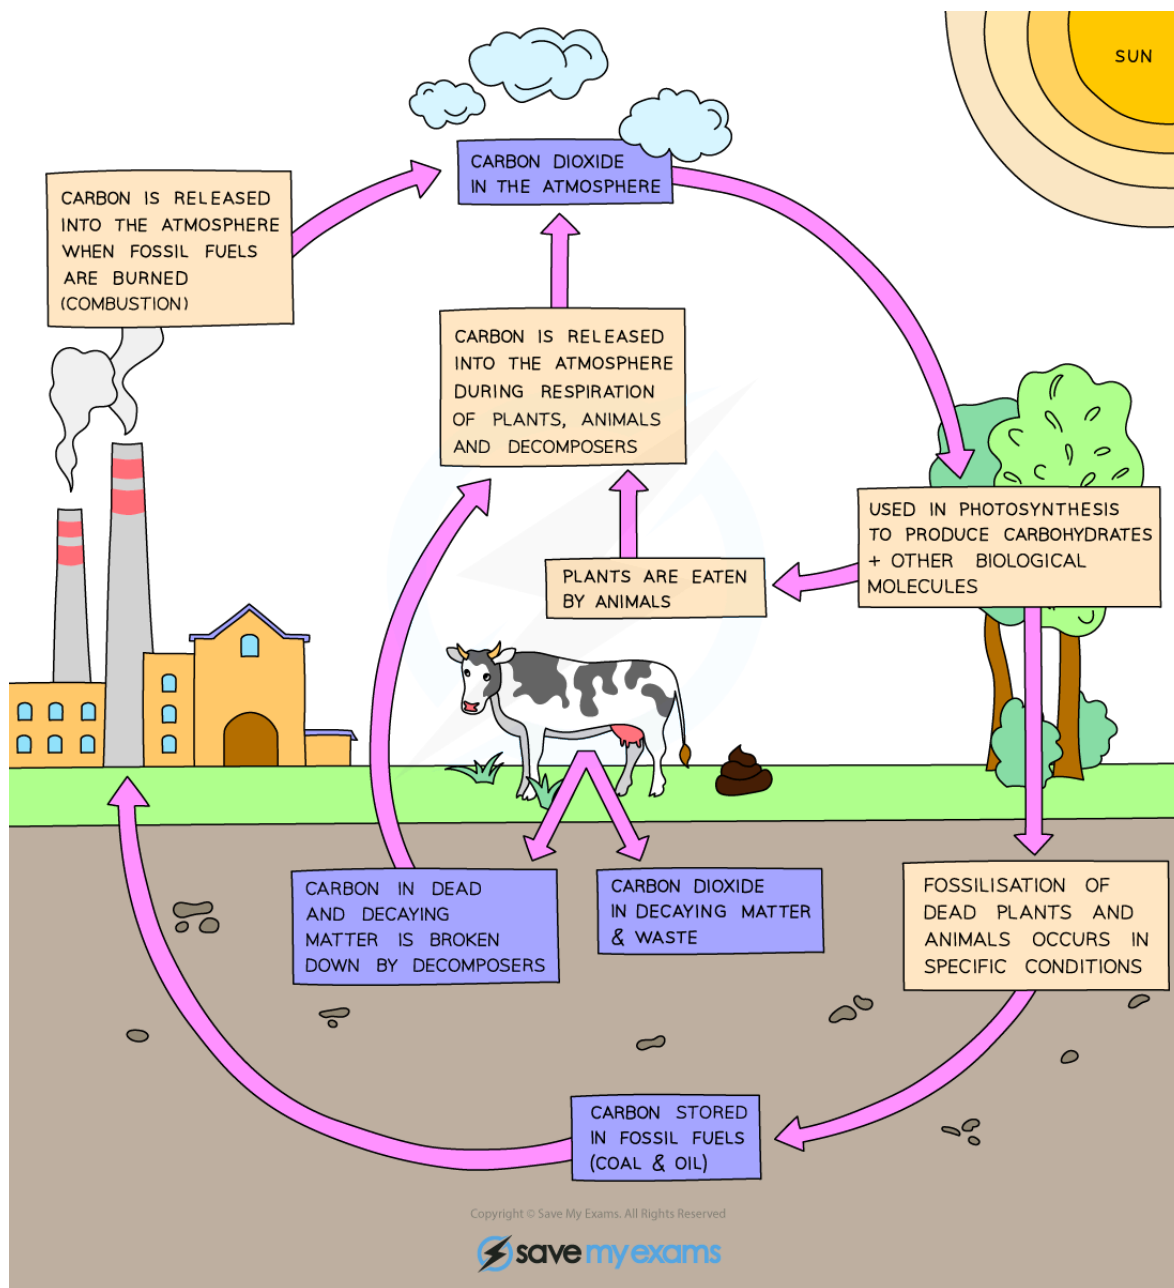 SUN
CARBON DIOXIDE
IN THE ATMOSPHERE
CARBON IS RELEASED
INTO THE ATMOSPHERE
WHEN FOSSIL FUELS
ARE BURNED
(COMBUSTION)
CARBON IS RELEASED
INTO THE ATMOSPHERE
DURING RESPIRATION
OF PLANTS, ANIMALS
AND DECOMPOSERS
USED IN PHOTOSYNTHESIS
TO PRODUCE CARBOHYDRATES
+ OTHER BIOLOGICAL
MOLECULES
PLANTS ARE EATEN
BY ANIMALS
CARBON IN DEAD
AND DECAYING
MATTER IS BROKEN
DOWN BY DECOMPOSERS
CARBON DIOXIDE
IN DECAYING MATTER
& WASTE
FOSSILISATION OF
DEAD PLANTS AND
ANIMALS OCCURS IN
SPECIFIC CONDITIONS
CARBON STORED
IN FOSSIL FUELS
(COAL & OIL)
Copyright © Save My Exams. All Rights Reserved
save my exams